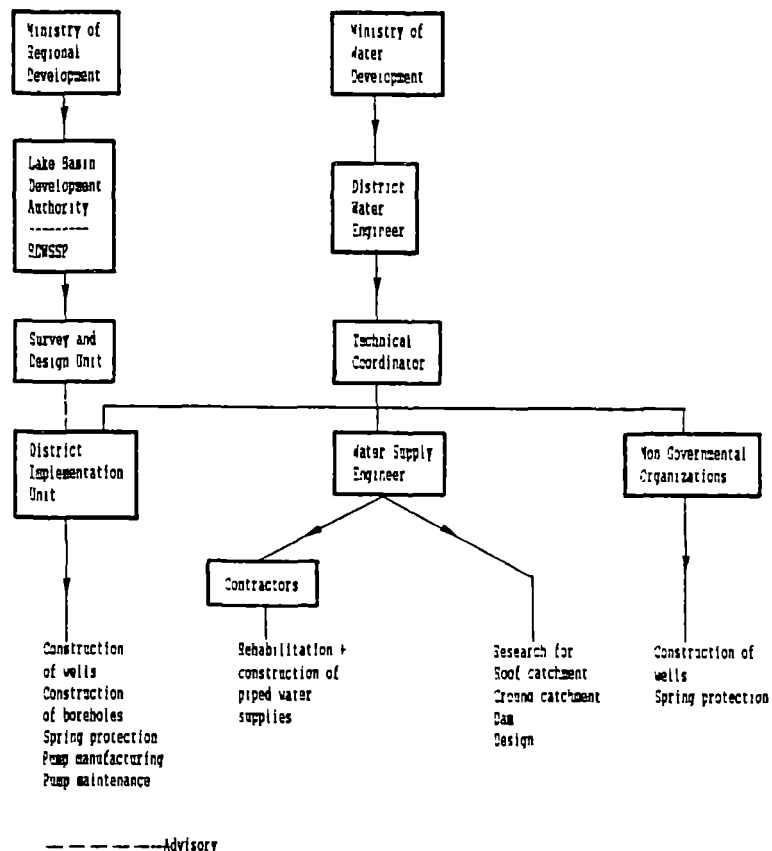 Ministry of
Regional
Development
Ministry of
Water
Development
Lake Basin
Development
Authority
RDWSSP
District
Water
Engineer
Survey and
Design Unit
Technical
Coordinator
District
Implementation
Unit
Water Supply
Engineer
Non Governmental
Organizations
Contractors
Construction
of wells
Construction
of boreholes
Spring protection
Pump manufacturing
Pump maintenance
Rehabilitation +
construction of
piped water
supplies
Research for
Roof catchment
Ground catchment
Dam
Design
Construction of
wells
Spring protection
Advisory